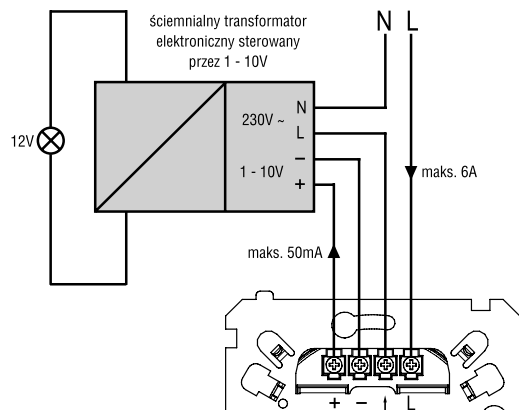 ściemnialny transformator
elektroniczny sterowany
przez 1 - 10V
N L
N
230V ~
L
12V
−
1 - 10V
+
maks. 6A
maks. 50mA
+ − ↑ L